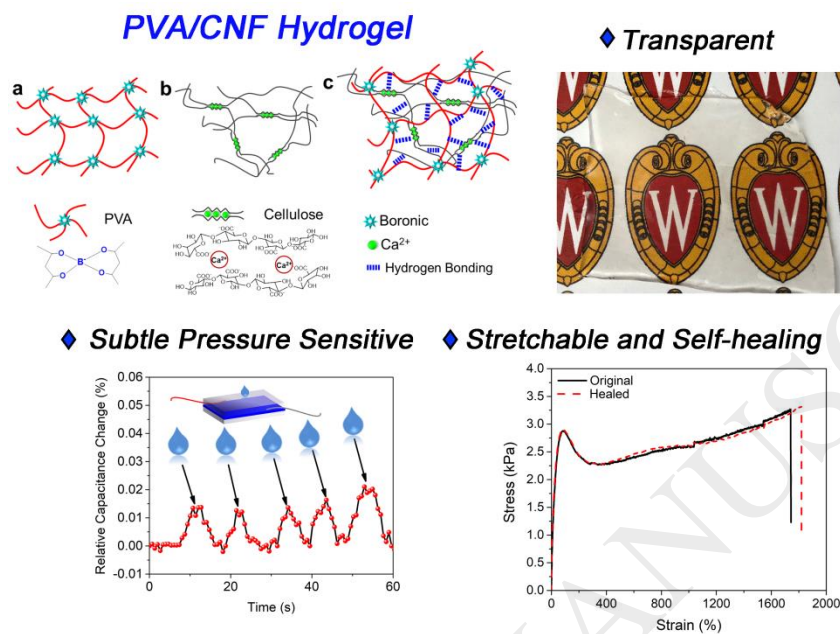 PVA/CNF Hydrogel
◆ Transparent
a
b
c
W
W
PVA
Cellulose
Boronic
Ca²⁺
Hydrogen Bonding
Ca²⁺
Ca²⁺
◆ Subtle Pressure Sensitive
◆ Stretchable and Self-healing
Relative Capacitance Change (%)
0.06
0.05
0.04
0.03
0.02
0.01
0.00
-0.01
0
20
40
60
Time (s)
Stress (kPa)
4.0
3.5
3.0
2.5
2.0
1.5
1.0
0.5
0.0
Original
Healed
0
400
800
1200
1600
2000
Strain (%)